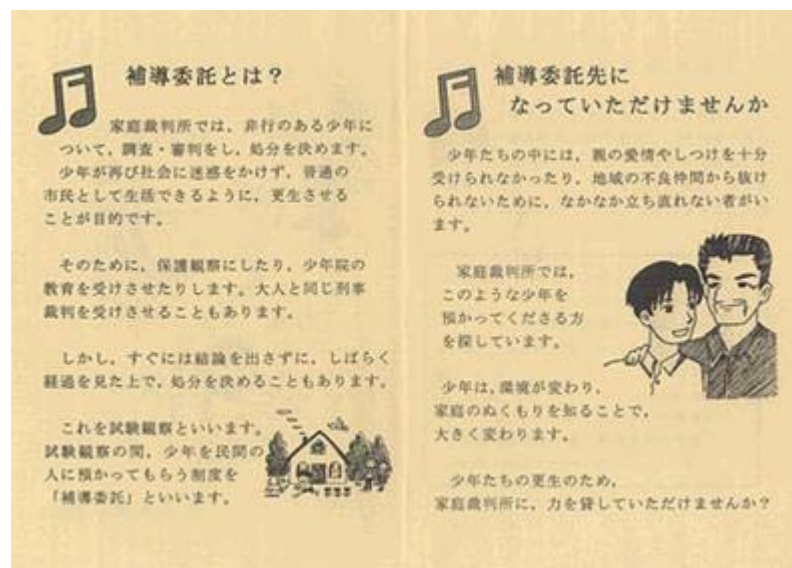 補導委託とは？
家庭裁判所では、非行のある少年に
ついて、調査・審判をし、処分を決めます。
少年が再び社会に迷惑をかけず、普通の
市民として生活できるように、更生させる
ことが目的です。
そのために、保護観察にしたり、少年院の
教育を受けさせたりします。大人と同じ刑事
裁判を受けさせることもあります。
しかし、すぐには結論を出さずに、しばらく
経過を見た上で、処分を決めることもあります。
これを試験観察といいます。
試験観察の間、少年を民間の
人に預かってもらう制度を
「補導委託」といいます。
補導委託先に
なっていただけませんか
少年たちの中には、親の愛情やしつけを十分
受けられなかったり、地域の不良仲間から抜け
られないために、なかなか立ち直れない者がい
ます。
家庭裁判所では、
このような少年を
預かってくださる方
を探しています。
少年は、環境が変わり、
家庭のぬくもりを知ることで、
大きく変わります。
少年たちの更生のため、
家庭裁判所に、力を貸していただけませんか？